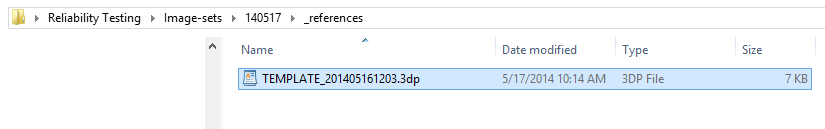 Reliability Testing Image-sets 140517 _references
Name Date modified Type Size
TEMPLATE_201405161203.3dp 5/17/2014 10:14 AM 3DP File 7 KB